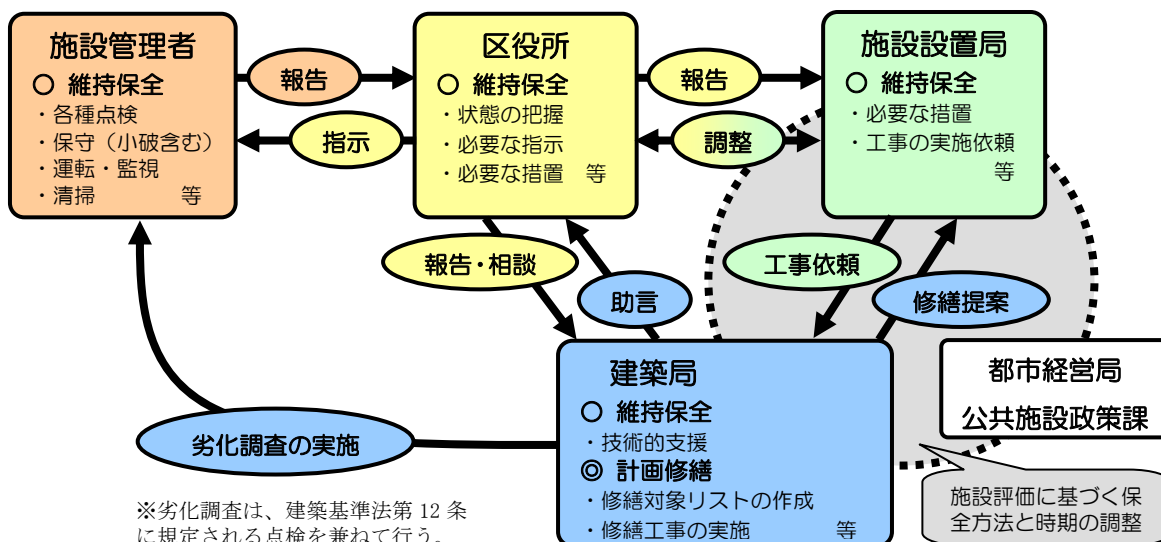 施設管理者
○ 維持保全
・各種点検
・保守（小破含む）
・運転・監視
・清掃　　　　等
報告
指示
区役所
○ 維持保全
・状態の把握
・必要な指示
・必要な措置　等
報告
調整
施設設置局
○ 維持保全
・必要な措置
・工事の実施依頼
等
報告・相談
助言
工事依頼
修繕提案
建築局
○ 維持保全
・技術的支援
◎ 計画修繕
・修繕対象リストの作成
・修繕工事の実施　　　　等
都市経営局
公共施設政策課
劣化調査の実施
施設評価に基づく保
全方法と時期の調整
※劣化調査は、建築基準法第 12 条
に規定される点検を兼ねて行う。